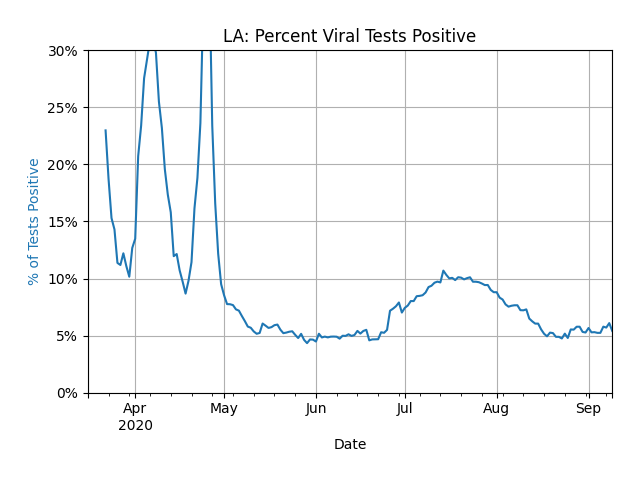 LA: Percent Viral Tests Positive
30%
25%
20%
15%
10%
5%
0%
% of Tests Positive
Apr May Jun Jul Aug Sep
2020
Date